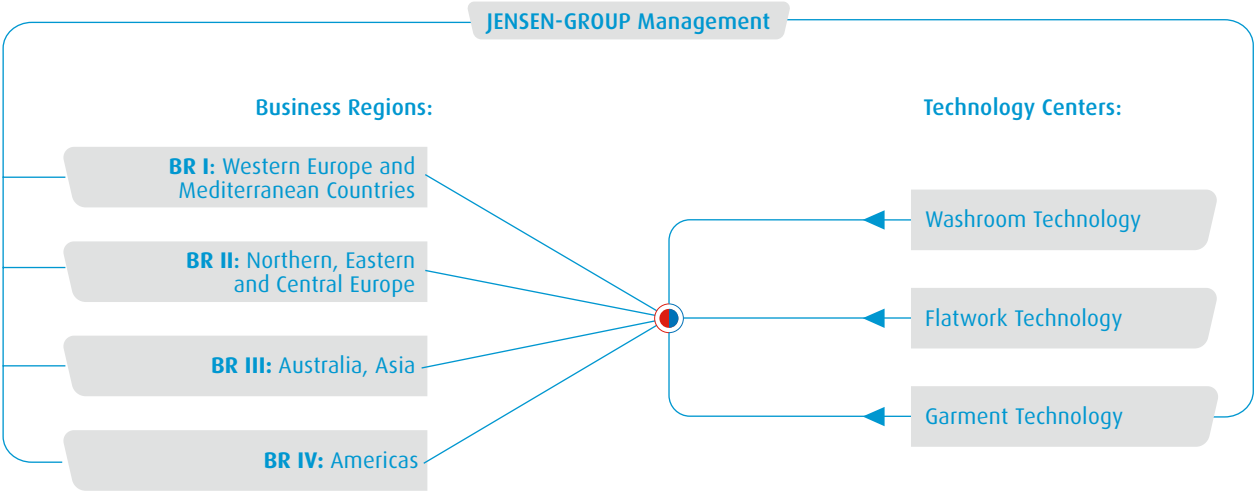 JENSEN-GROUP Management
Business Regions:
BR I: Western Europe and
Mediterranean Countries
BR II: Northern, Eastern
and Central Europe
BR III: Australia, Asia
BR IV: Americas
Technology Centers:
Washroom Technology
Flatwork Technology
Garment Technology